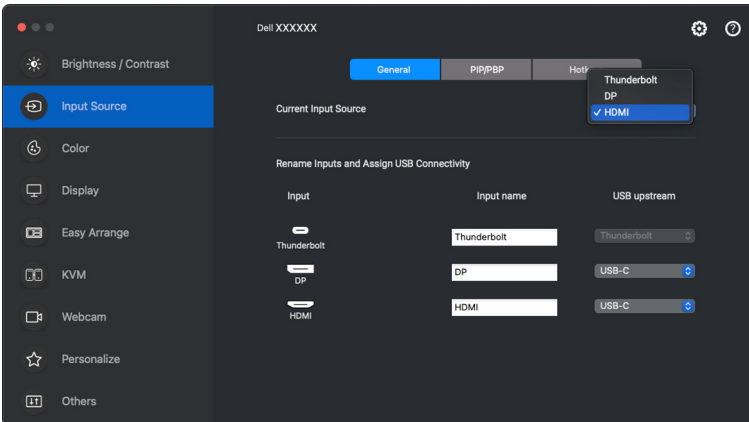 Dell XXXXXX
Brightness / Contrast
Input Source
Color
Display
Easy Arrange
KVM
Webcam
Personalize
Others
General PIP/PBP
Thunderbolt
DP
✓ HDMI
Current Input Source
Rename Inputs and Assign USB Connectivity
Input Input name USB upstream
Thunderbolt Thunderbolt Thunderbolt
DP DP USB-C
HDMI HDMI USB-C